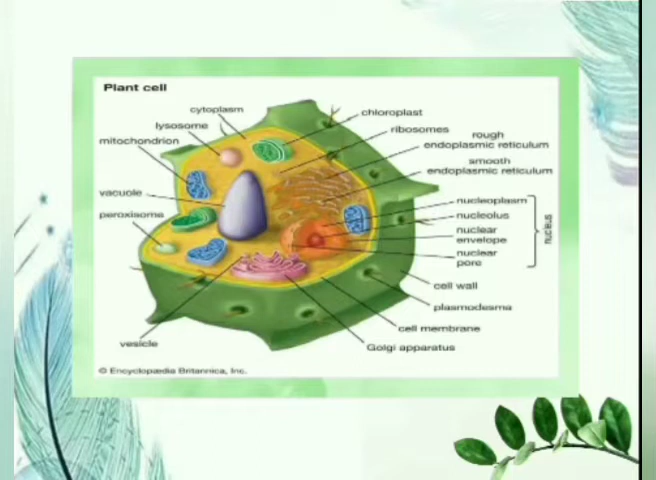 Plant cell
cytoplasm
chloroplast
lysosome
ribosomes
mitochondrion
rough
endoplasmic reticulum
smooth
endoplasmic reticulum
vacuole
nucleoplasm
peroxisome
nucleolus
nuclear
envelope
nucleus
nuclear
pore
cell wall
plasmodesma
cell membrane
vesicle
Golgi apparatus
© Encyclopædia Britannica, Inc.